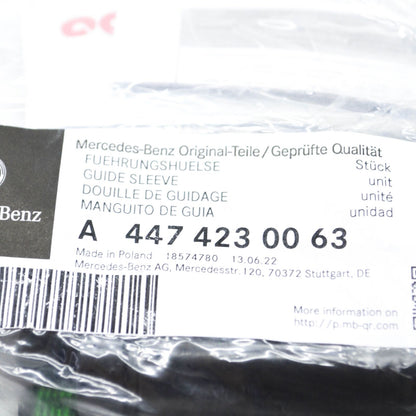 Mercedes-Benz Original-Teile/Geprüfte Qualität
FUEHRUNGSHUELSE Stück
GUIDE SLEEVE unit
DOUILLE DE GUIDAGE unité
MANGUITO DE GUIA unidad
Benz
A 447 423 00 63
Made in Poland 18574780 13.06.22
Mercedes-Benz AG, Mercedesstr.120, 70372 Stuttgart, DE
More information on
http://p.mb-qr.com